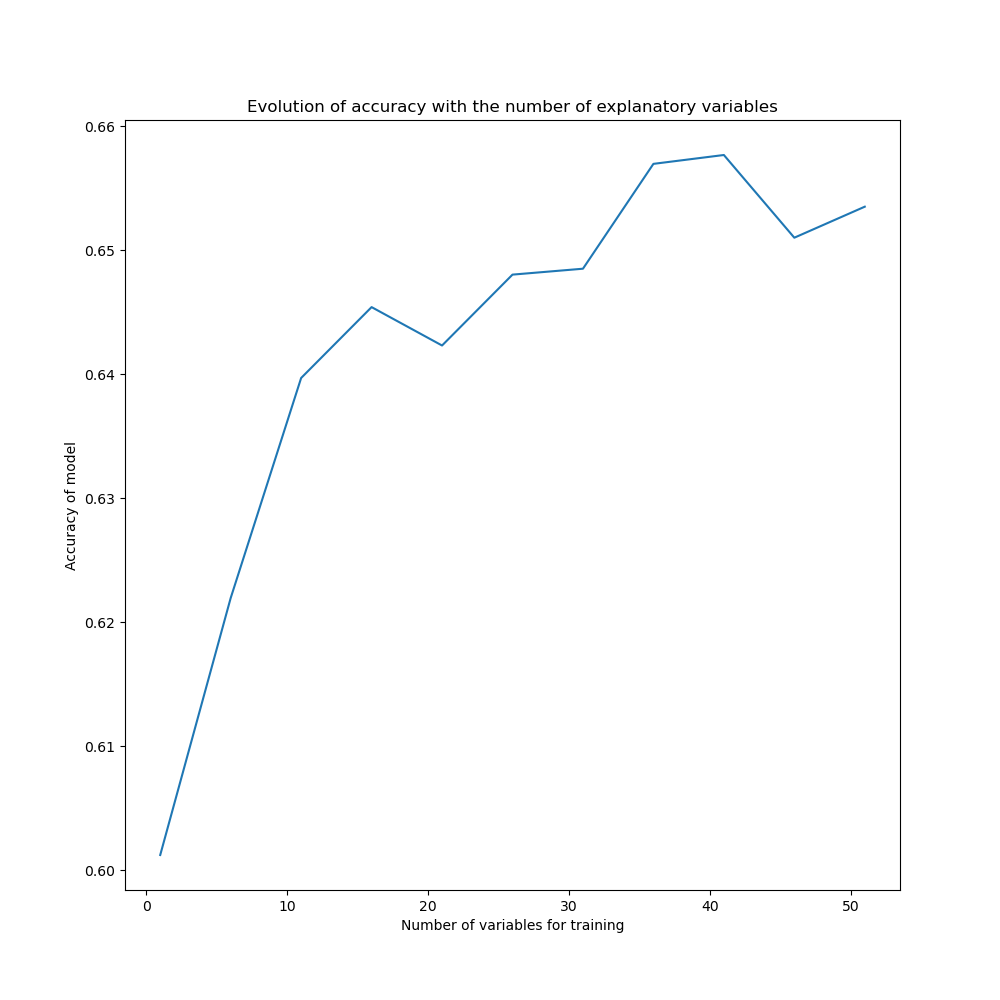 Evolution of accuracy with the number of explanatory variables
0.66
0.65
0.64
0.63
0.62
0.61
0.60
Accuracy of model
0 10 20 30 40 50
Number of variables for training